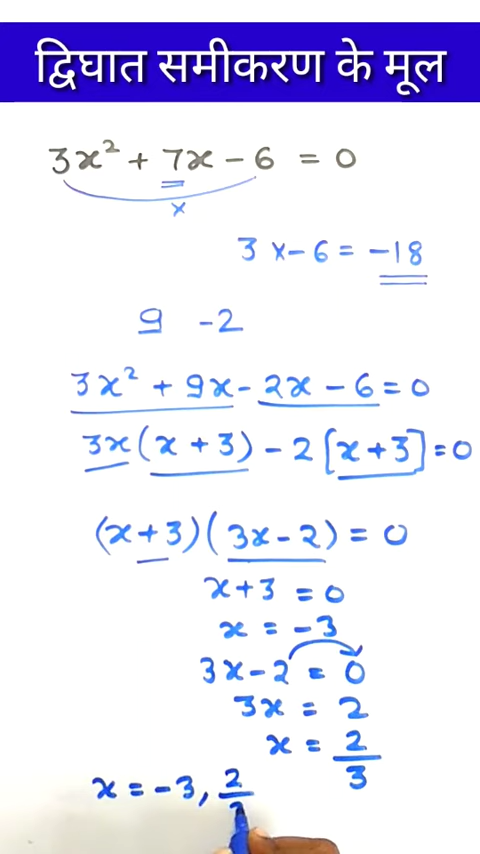 द्विघात समीकरण के मूल
3x² + 7x - 6 = 0
x
3 x - 6 = -18
9 -2
3x² + 9x - 2x - 6 = 0
3x (x + 3) - 2 [x + 3] = 0
(x + 3) (3x - 2) = 0
x + 3 = 0
x = -3
3x - 2 = 0
3x = 2
x = 2/3
x = -3, 2/